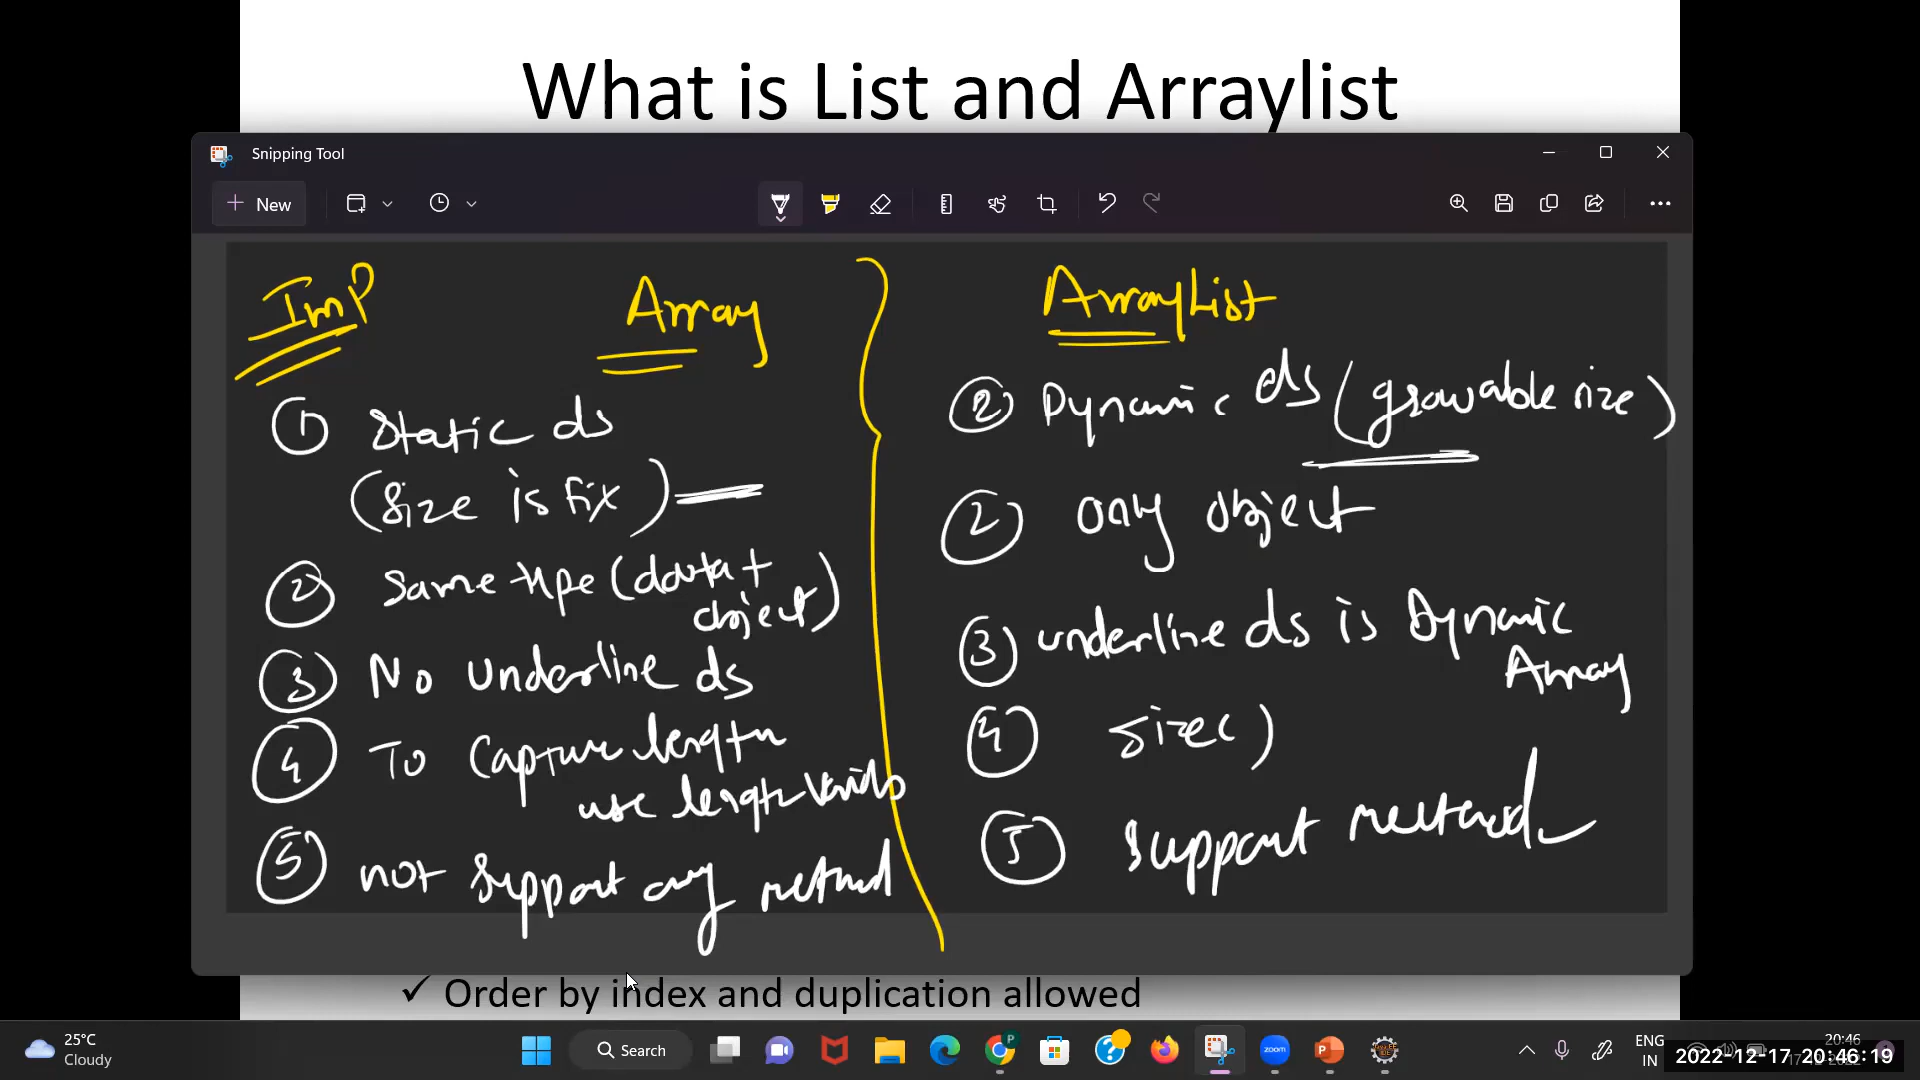 What is List and Arraylist
Snipping Tool
New
Imp
Array
① Static ds
(Size is fix)
② Same type (data +
object)
③ No underline ds
④ To Capture length
use length
⑤ not support any method
ArrayList
Dynamic ds (growable size)
② any object
③ underline ds is Dynamic
Array
④ size()
⑤ support method
✓ Order by index and duplication allowed
25°C
Cloudy
Search
zoom
ENG
IN
20:46
2022-12-17 20:46:19